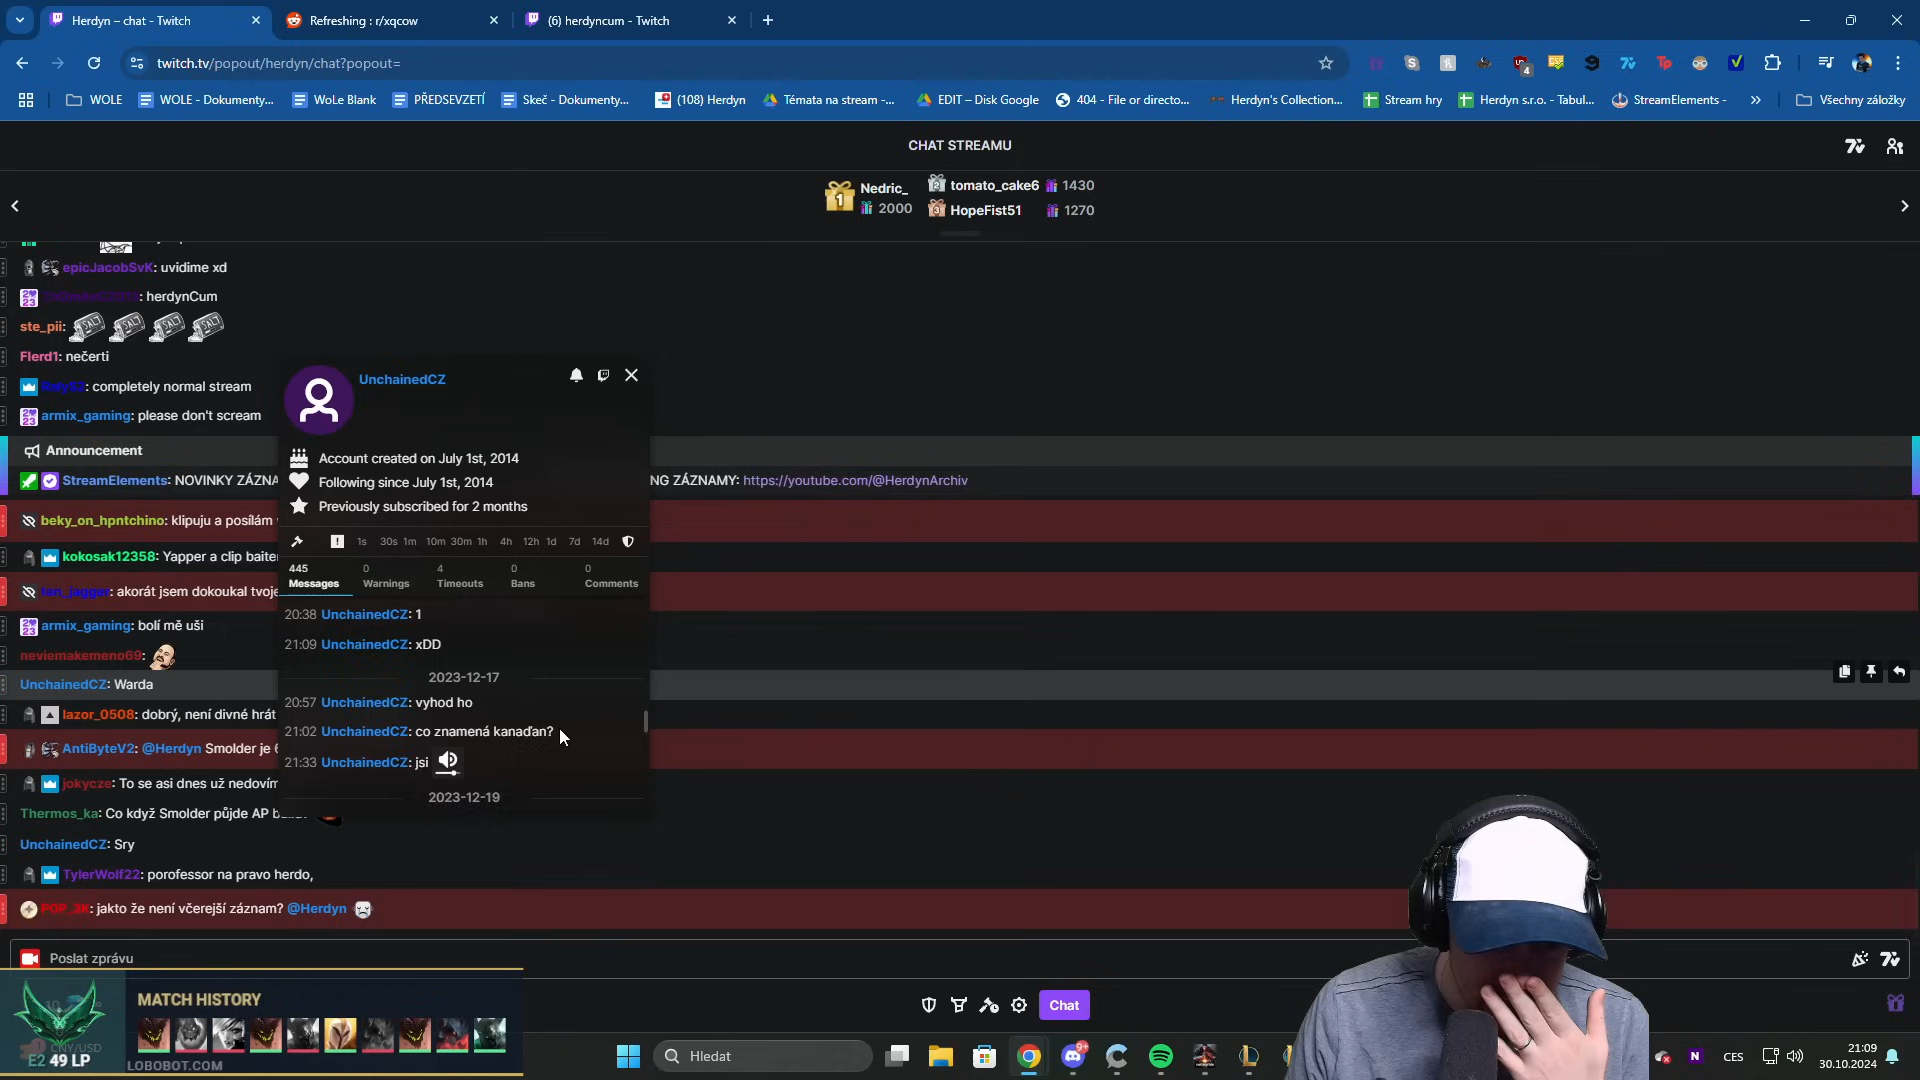 Herdyn – chat - Twitch
Refreshing : r/xqcow
(6) herdyncum - Twitch
twitch.tv/popout/herdyn/chat?popout=
WOLE
WOLE - Dokumenty...
WoLe Blank
PŘEDSEVZETÍ
Skeč - Dokumenty...
(108) Herdyn
Témata na stream -...
EDIT – Disk Google
404 - File or directo...
Herdyn's Collection...
Stream hry
Herdyn s.r.o. - Tabul...
StreamElements -
Všechny záložky
CHAT STREAMU
1 Nedric_
2000
tomato_cake6 1430
HopeFist51 1270
epicJacobSvK: uvidime xd
: herdynCum
ste_pii: SALT SALT SALT SALT
Flerd1: nečerti
: completely normal stream
armix_gaming: please don't scream
Announcement
StreamElements: NOVINKY ZÁZNA
NG ZÁZNAMY: https://youtube.com/@HerdynArchiv
beky_on_hpntchino: klipuju a posílám
kokosak12358: Yapper a clip baite
ten_jagger: akorát jsem dokoukal tvoje
armix_gaming: bolí mě uši
neviemakemeno69:
UnchainedCZ: Warda
lazor_0508: dobrý, není divné hrát
AntiByteV2: @Herdyn Smolder je
jokycze: To se asi dnes už nedovím
Thermos_ka: Co když Smolder půjde AP
UnchainedCZ: Sry
TylerWolf22: porofessor na pravo herdo,
: jakto že není včerejší záznam? @Herdyn
UnchainedCZ
Account created on July 1st, 2014
Following since July 1st, 2014
Previously subscribed for 2 months
1s 30s 1m 10m 30m 1h 4h 12h 1d 7d 14d
445 0 4 0 0
Messages Warnings Timeouts Bans Comments
20:38 UnchainedCZ: 1
21:09 UnchainedCZ: xDD
2023-12-17
20:57 UnchainedCZ: vyhod ho
21:02 UnchainedCZ: co znamená kanaďan?
21:33 UnchainedCZ: jsi
2023-12-19
Poslat zprávu
Chat
MATCH HISTORY
E2 49 LP
LOBOBOT.COM
CNY/USD
Hledat
9+
CES
21:09
30.10.2024